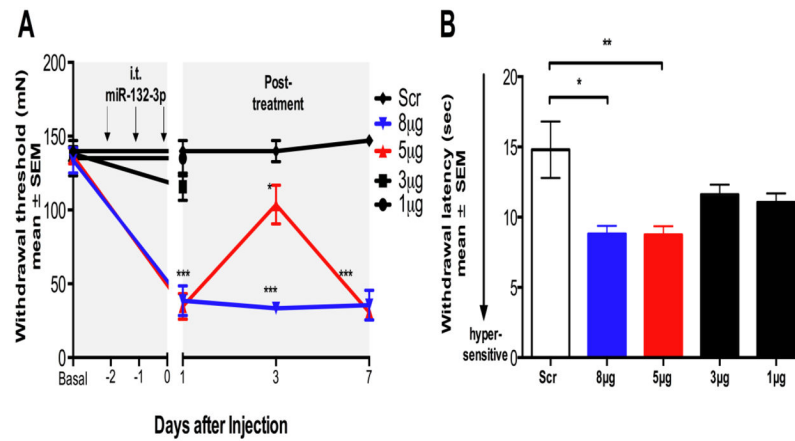 A
Withdrawal threshold (mN)
mean ± SEM
200
150
100
50
0
i.t.
miR-132-3p
Post-
treatment
*
***
***
***
Basal
-2
-1
0
1
3
7
Days after Injection
Scr
8µg
5µg
3µg
1µg
B
hyper-
sensitive
Withdrawal latency (sec)
mean ± SEM
20
15
10
5
0
**
*
Scr
8µg
5µg
3µg
1µg